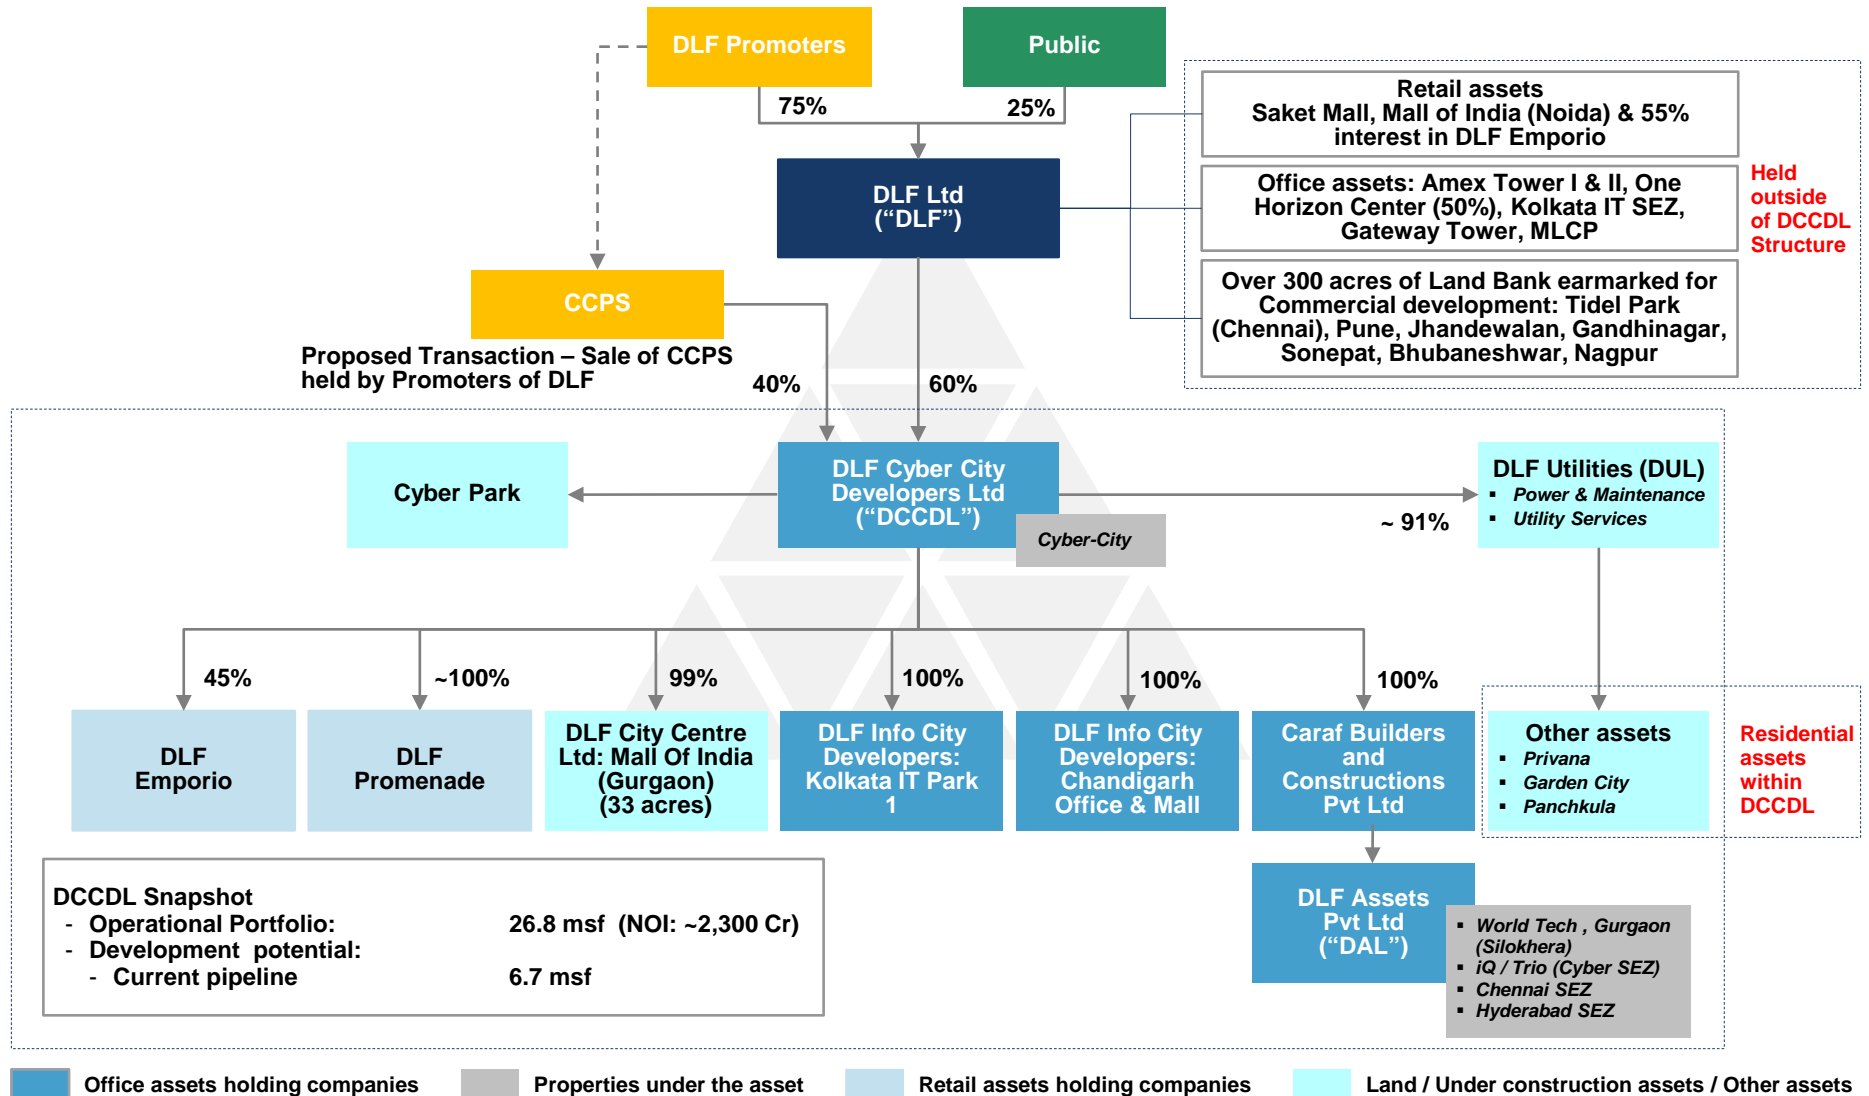 DLF Promoters
Public
75%
25%
Retail assets
Saket Mall, Mall of India (Noida) & 55%
interest in DLF Emporio
DLF Ltd
(“DLF”)
Office assets: Amex Tower I & II, One
Horizon Center (50%), Kolkata IT SEZ,
Gateway Tower, MLCP
Held
outside
of DCCDL
Structure
Over 300 acres of Land Bank earmarked for
Commercial development: Tidel Park
(Chennai), Pune, Jhandewalan, Gandhinagar,
Sonepat, Bhubaneshwar, Nagpur
CCPS
Proposed Transaction – Sale of CCPS
held by Promoters of DLF
40%
60%
Cyber Park
DLF Cyber City
Developers Ltd
(“DCCDL”)
Cyber-City
~ 91%
DLF Utilities (DUL)
▪ Power & Maintenance
▪ Utility Services
45%
~100%
99%
100%
100%
100%
DLF
Emporio
DLF
Promenade
DLF City Centre
Ltd: Mall Of India
(Gurgaon)
(33 acres)
DLF Info City
Developers:
Kolkata IT Park
1
DLF Info City
Developers:
Chandigarh
Office & Mall
Caraf Builders
and
Constructions
Pvt Ltd
Other assets
▪ Privana
▪ Garden City
▪ Panchkula
Residential
assets
within
DCCDL
DCCDL Snapshot
- Operational Portfolio: 26.8 msf (NOI: ~2,300 Cr)
- Development potential:
- Current pipeline 6.7 msf
DLF Assets
Pvt Ltd
(“DAL”)
▪ World Tech , Gurgaon
(Silokhera)
▪ iQ / Trio (Cyber SEZ)
▪ Chennai SEZ
▪ Hyderabad SEZ
Office assets holding companies
Properties under the asset
Retail assets holding companies
Land / Under construction assets / Other assets